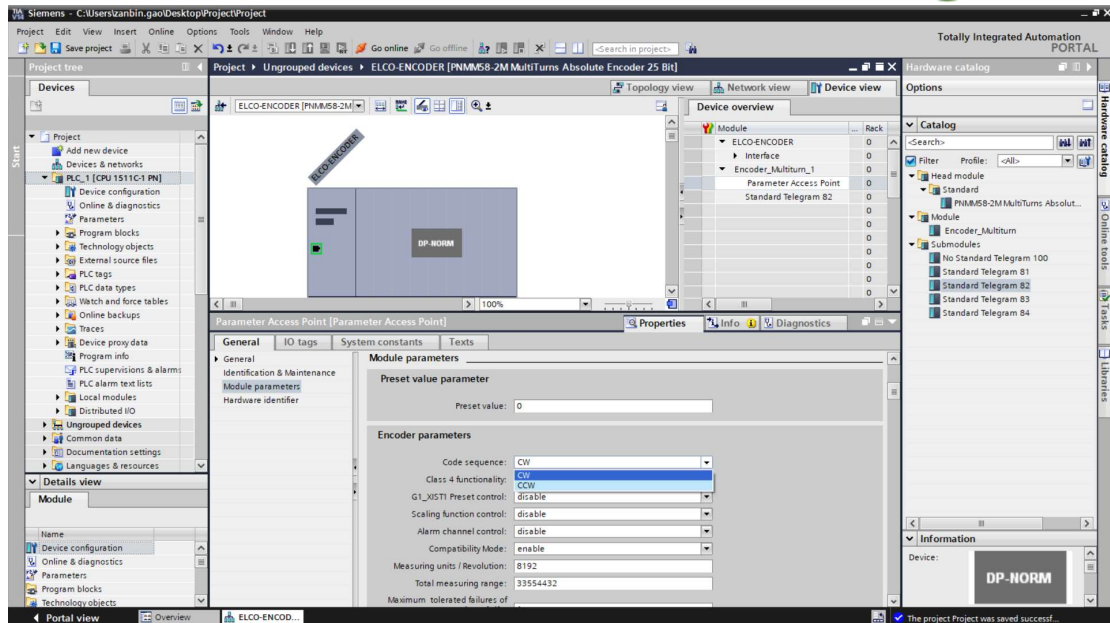 Siemens - C:\Users\zanbin.gao\Desktop\Project\Project
Project Edit View Insert Online Options Tools Window Help
Totally Integrated Automation
PORTAL
Save project
Go online
Go offline
<Search in project>
Project tree
Project ▸ Ungrouped devices ▸ ELCO-ENCODER [PNMM58-2M MultiTurns Absolute Encoder 25 Bit]
Hardware catalog
Devices
Topology view
Network view
Device view
Options
ELCO-ENCODER [PNMM58-2M
Device overview
Project
Add new device
Devices & networks
PLC_1 [CPU 1511C-1 PN]
Device configuration
Online & diagnostics
Parameters
Program blocks
Technology objects
External source files
PLC tags
PLC data types
Watch and force tables
Online backups
Traces
Device proxy data
Program info
PLC supervisions & alarms
PLC alarm text lists
Local modules
Distributed I/O
Ungrouped devices
Common data
Documentation settings
Languages & resources
Start
ELCO-ENCODER
DP-NORM
100%
Module ... Rack
ELCO-ENCODER 0
Interface 0
Encoder_Multiturn_1 0
Parameter Access Point 0
Standard Telegram 82 0
0
0
0
0
0
0
0
Catalog
<Search>
Filter Profile: <All>
Head module
Standard
PNMM58-2M MultiTurns Absolut...
Module
Encoder_Multiturn
Submodules
No Standard Telegram 100
Standard Telegram 81
Standard Telegram 82
Standard Telegram 83
Standard Telegram 84
Hardware catalog
Online tools
Tasks
Libraries
Parameter Access Point [Parameter Access Point]
Properties
Info
Diagnostics
General IO tags System constants Texts
General
Identification & Maintenance
Module parameters
Hardware identifier
Module parameters
Preset value parameter
Preset value: 0
Encoder parameters
Code sequence: CW
CW
Class 4 functionality:
CCW
G1_XIST1 Preset control: disable
Scaling function control: disable
Alarm channel control: disable
Compatibility Mode: enable
Measuring units / Revolution: 8192
Total measuring range: 33554432
Maximum tolerated failures of
Details view
Module
Name
Device configuration
Online & diagnostics
Parameters
Program blocks
Technology objects
Information
Device:
DP-NORM
Portal view
Overview
ELCO-ENCOD...
The project Project was saved successf...